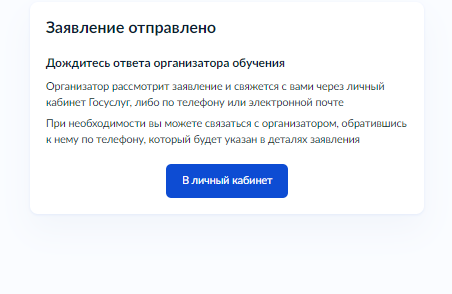 Заявление отправлено
Дождитесь ответа организатора обучения
Организатор рассмотрит заявление и свяжется с вами через личный
кабинет Госуслуг, либо по телефону или электронной почте
При необходимости вы можете связаться с организатором, обратившись
к нему по телефону, который будет указан в деталях заявления
В личный кабинет